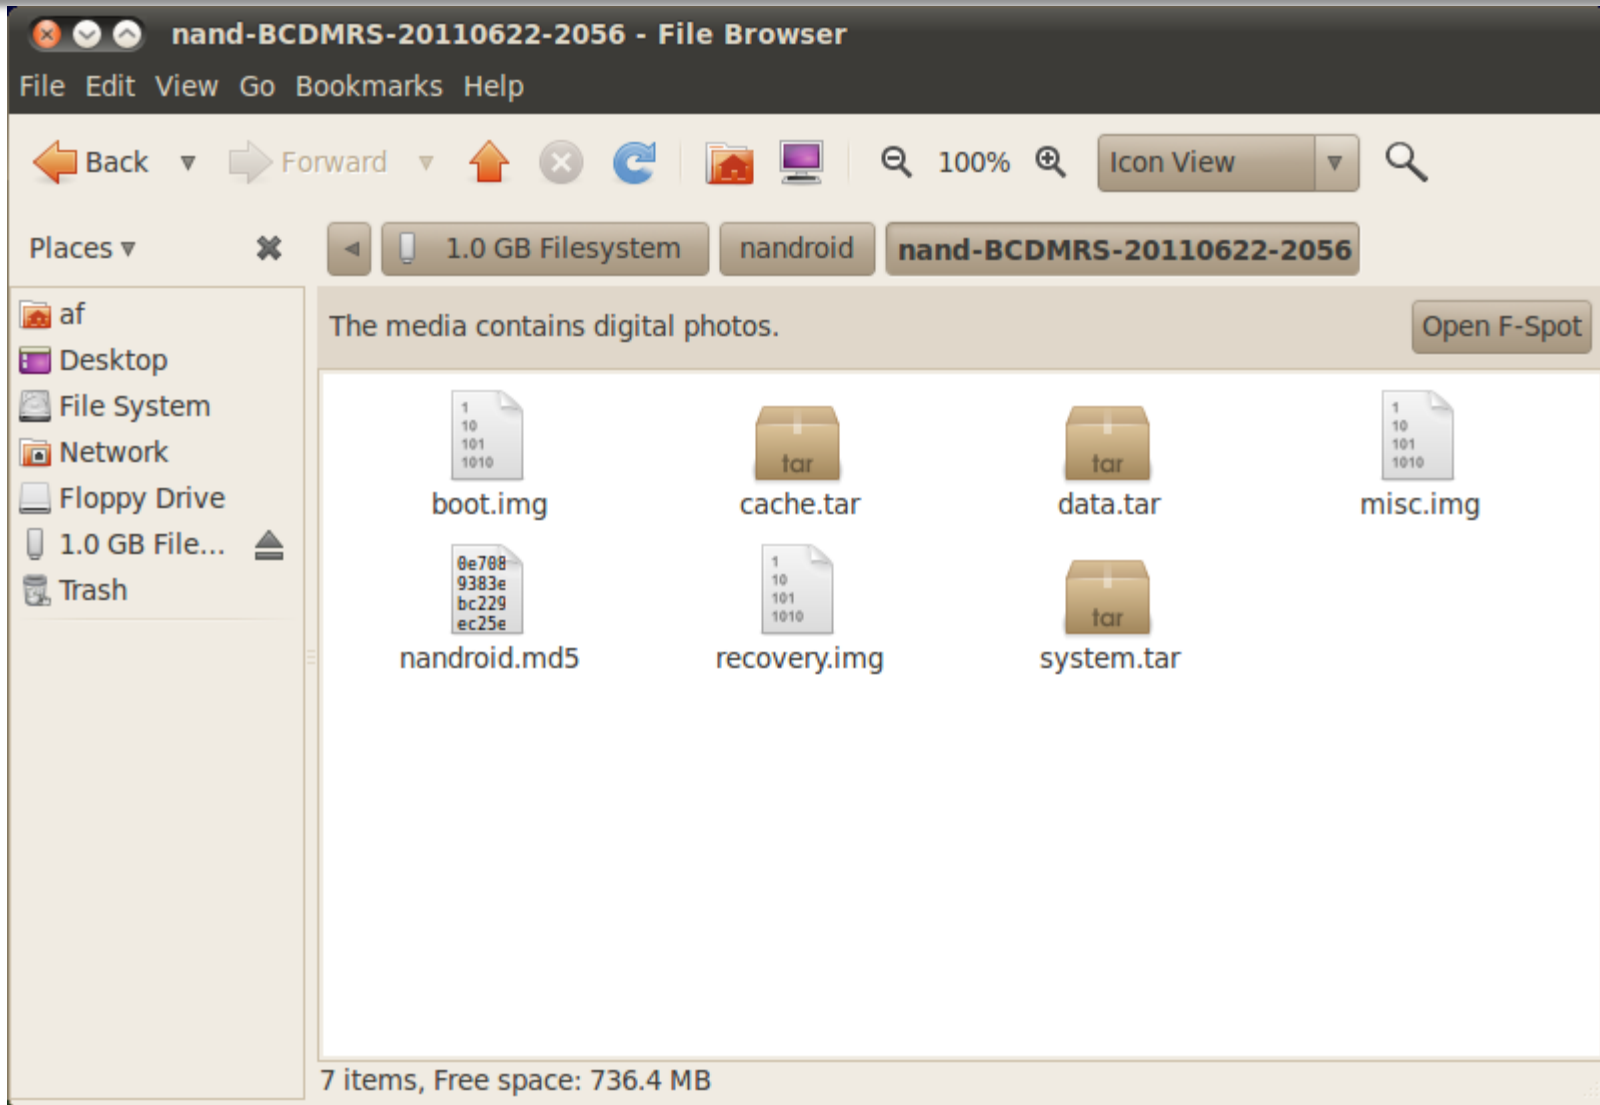 nand-BCDMRS-20110622-2056 - File Browser
File Edit View Go Bookmarks Help
Back Forward 100% Icon View
Places 1.0 GB Filesystem nandroid nand-BCDMRS-20110622-2056
af
Desktop
File System
Network
Floppy Drive
1.0 GB File...
Trash
The media contains digital photos. Open F-Spot
1
10
101
1010
boot.img
tar
cache.tar
tar
data.tar
1
10
101
1010
misc.img
0e708
9383e
bc229
ec25e
nandroid.md5
1
10
101
1010
recovery.img
tar
system.tar
7 items, Free space: 736.4 MB